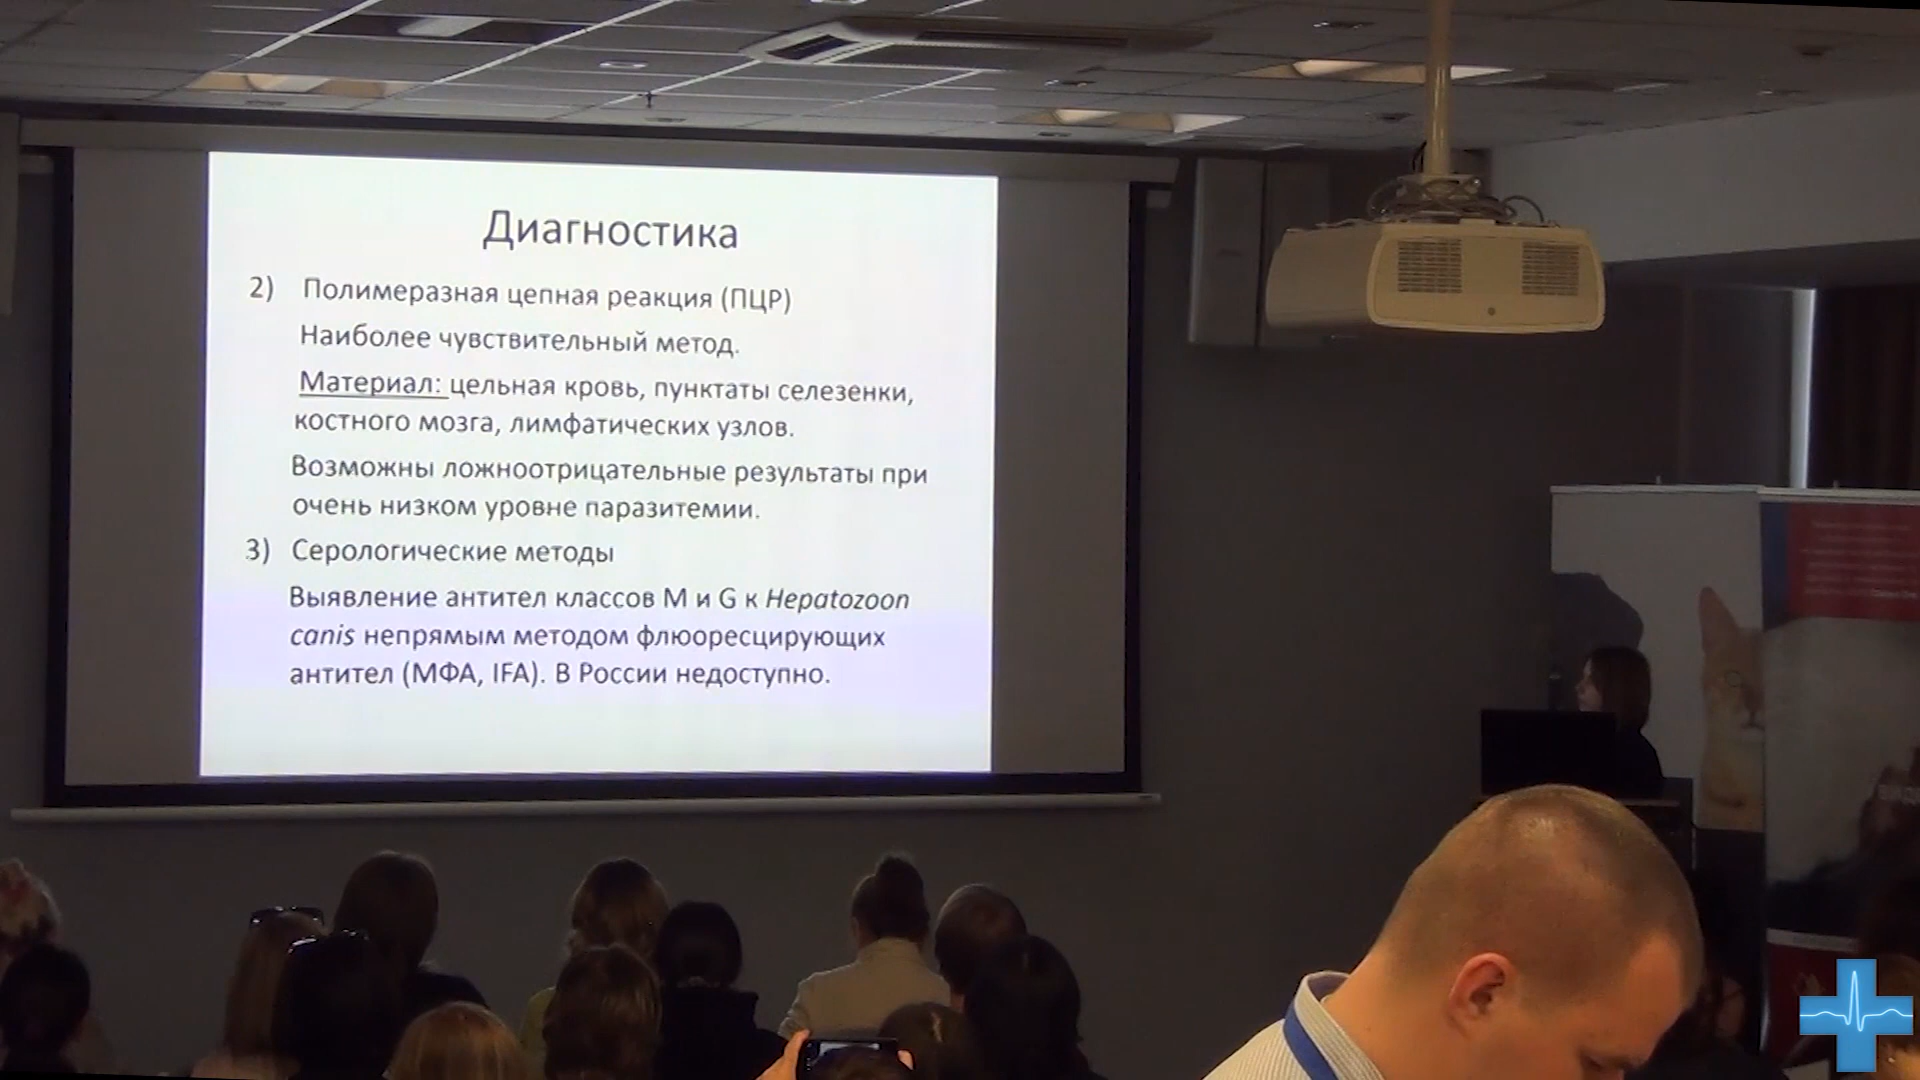 Диагностика
2) Полимеразная цепная реакция (ПЦР)
Наиболее чувствительный метод.
Материал: цельная кровь, пунктаты селезенки,
костного мозга, лимфатических узлов.
Возможны ложноотрицательные результаты при
очень низком уровне паразитемии.
3) Серологические методы
Выявление антител классов M и G к Hepatozoon
canis непрямым методом флюоресцирующих
антител (МФА, IFA). В России недоступно.